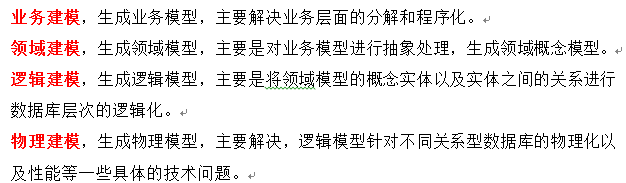 业务建模，生成业务模型，主要解决业务层面的分解和程序化。
领域建模，生成领域模型，主要是对业务模型进行抽象处理，生成领域概念模型。
逻辑建模，生成逻辑模型，主要是将领域模型的概念实体以及实体之间的关系进行
数据库层次的逻辑化。
物理建模，生成物理模型，主要解决，逻辑模型针对不同关系型数据库的物理化以
及性能等一些具体的技术问题。